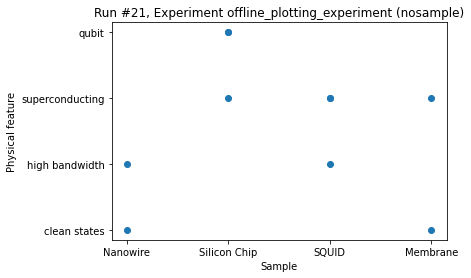 Run #21, Experiment offline_plotting_experiment (nosample)
qubit
superconducting
high bandwidth
clean states
Physical feature
Nanowire Silicon Chip SQUID Membrane
Sample